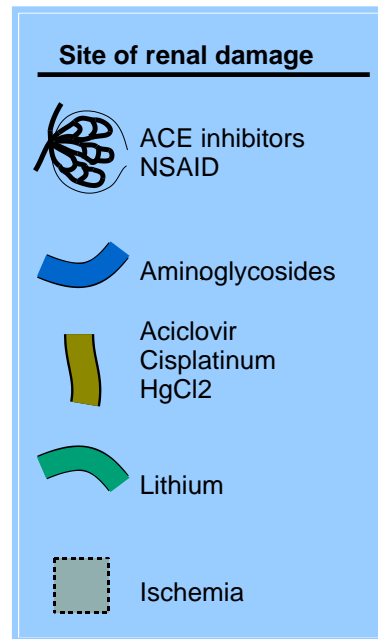 Site of renal damage
ACE inhibitors
NSAID
Aminoglycosides
Aciclovir
Cisplatinum
HgCl2
Lithium
Ischemia